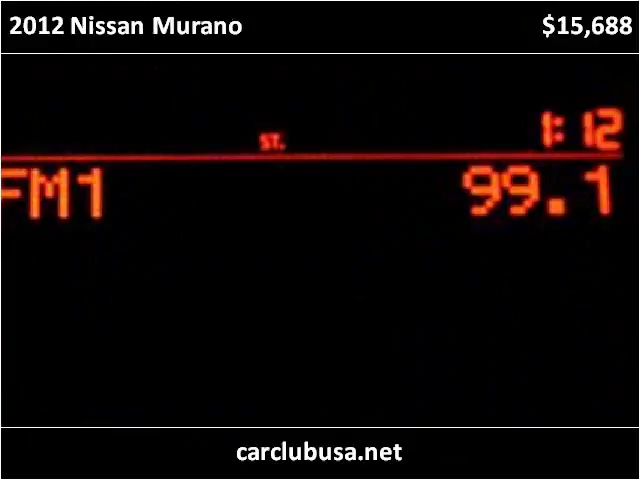 2012 Nissan Murano $15,688
1:12
ST.
FM1 99.1
carclubusa.net